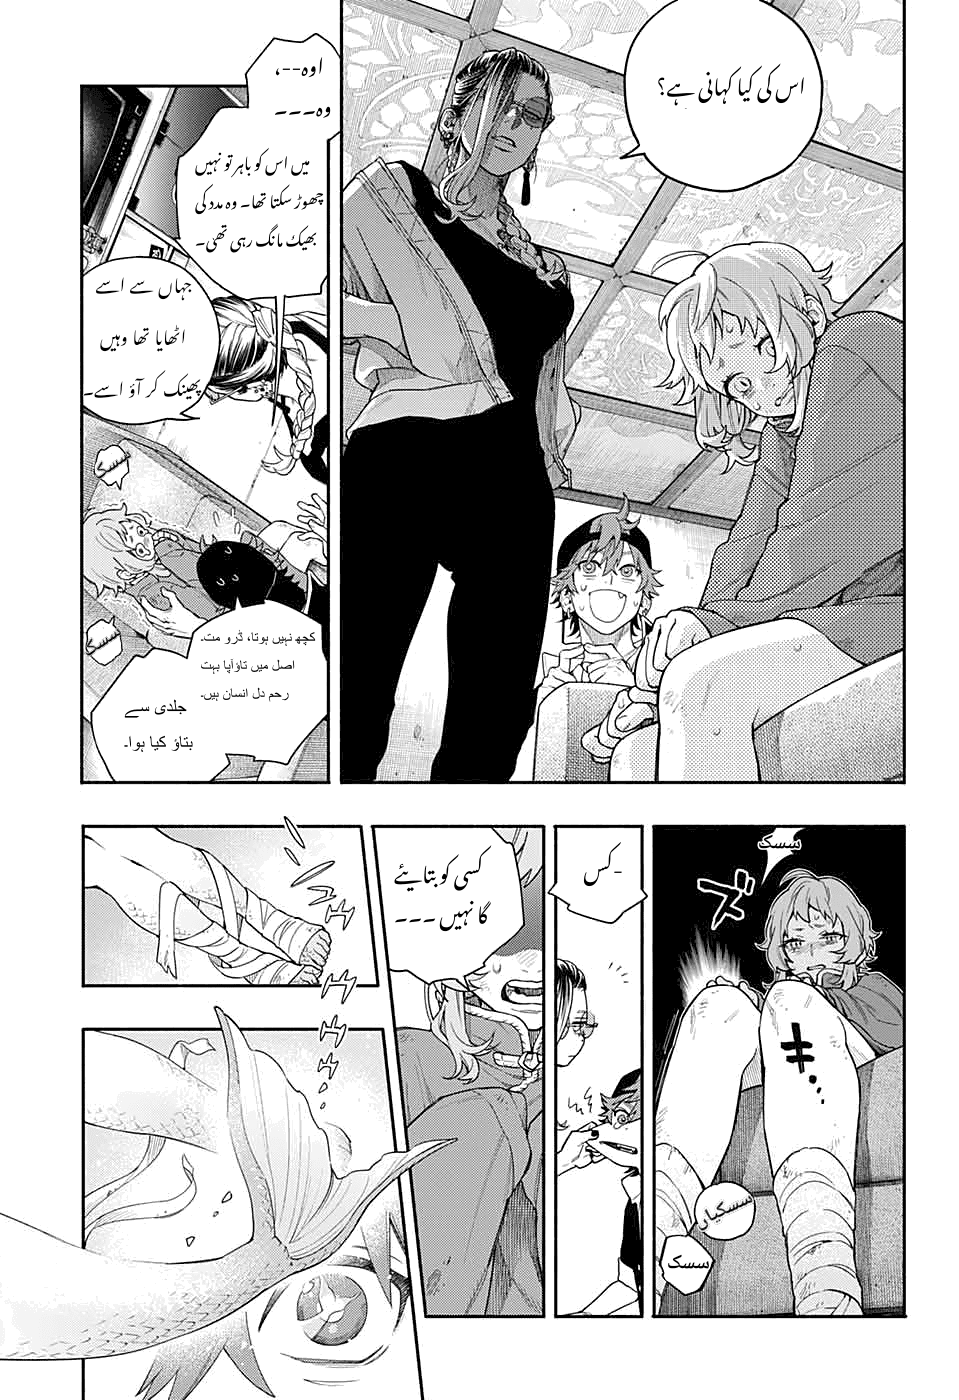 اس کی کیا کہانی ہے؟
اوہ--،
وہ---
میں اس کو باہر تو نہیں
چھوڑ سکتا تھا۔ وہ مدد کی
بھیک مانگ رہی تھی۔
جہاں سے اسے
اٹھایا تھا وہیں
پھینک کر آؤ اسے۔
کچھ نہیں ہوتا، ڈرو مت۔
اصل میں تاؤآپا بہت
رحم دل انسان ہیں۔
جلدی سے
بتاؤ کیا ہوا۔
سسک
ズ
キ...
سسکیاں
سسک
کس-
کسی کو بتایئے
گا نہیں ---